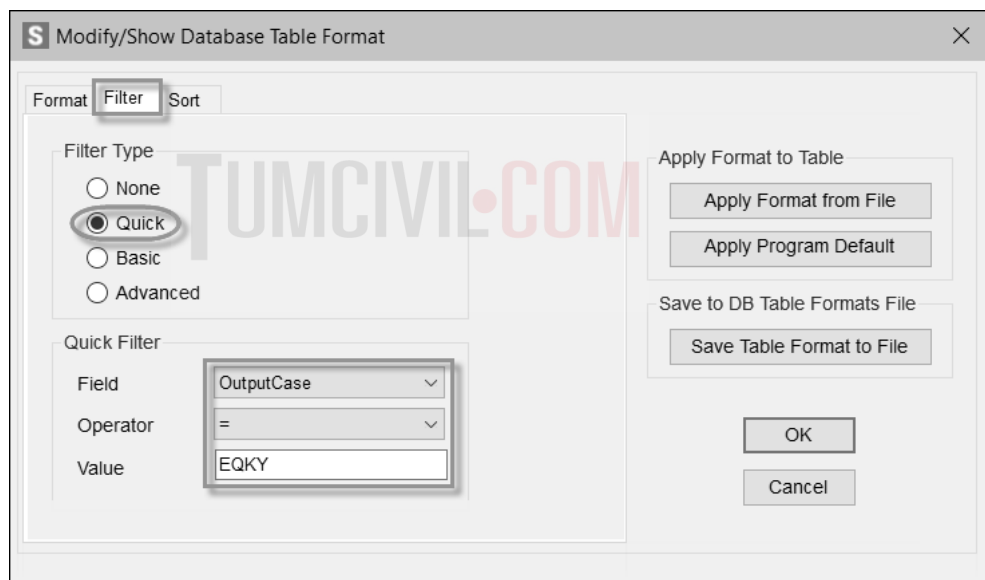 S Modify/Show Database Table Format
Format Filter Sort
Filter Type
None
Quick
Basic
Advanced
Quick Filter
Field OutputCase
Operator =
Value EQKY
Apply Format to Table
Apply Format from File
Apply Program Default
Save to DB Table Formats File
Save Table Format to File
OK
Cancel
TUMCIVIL.COM